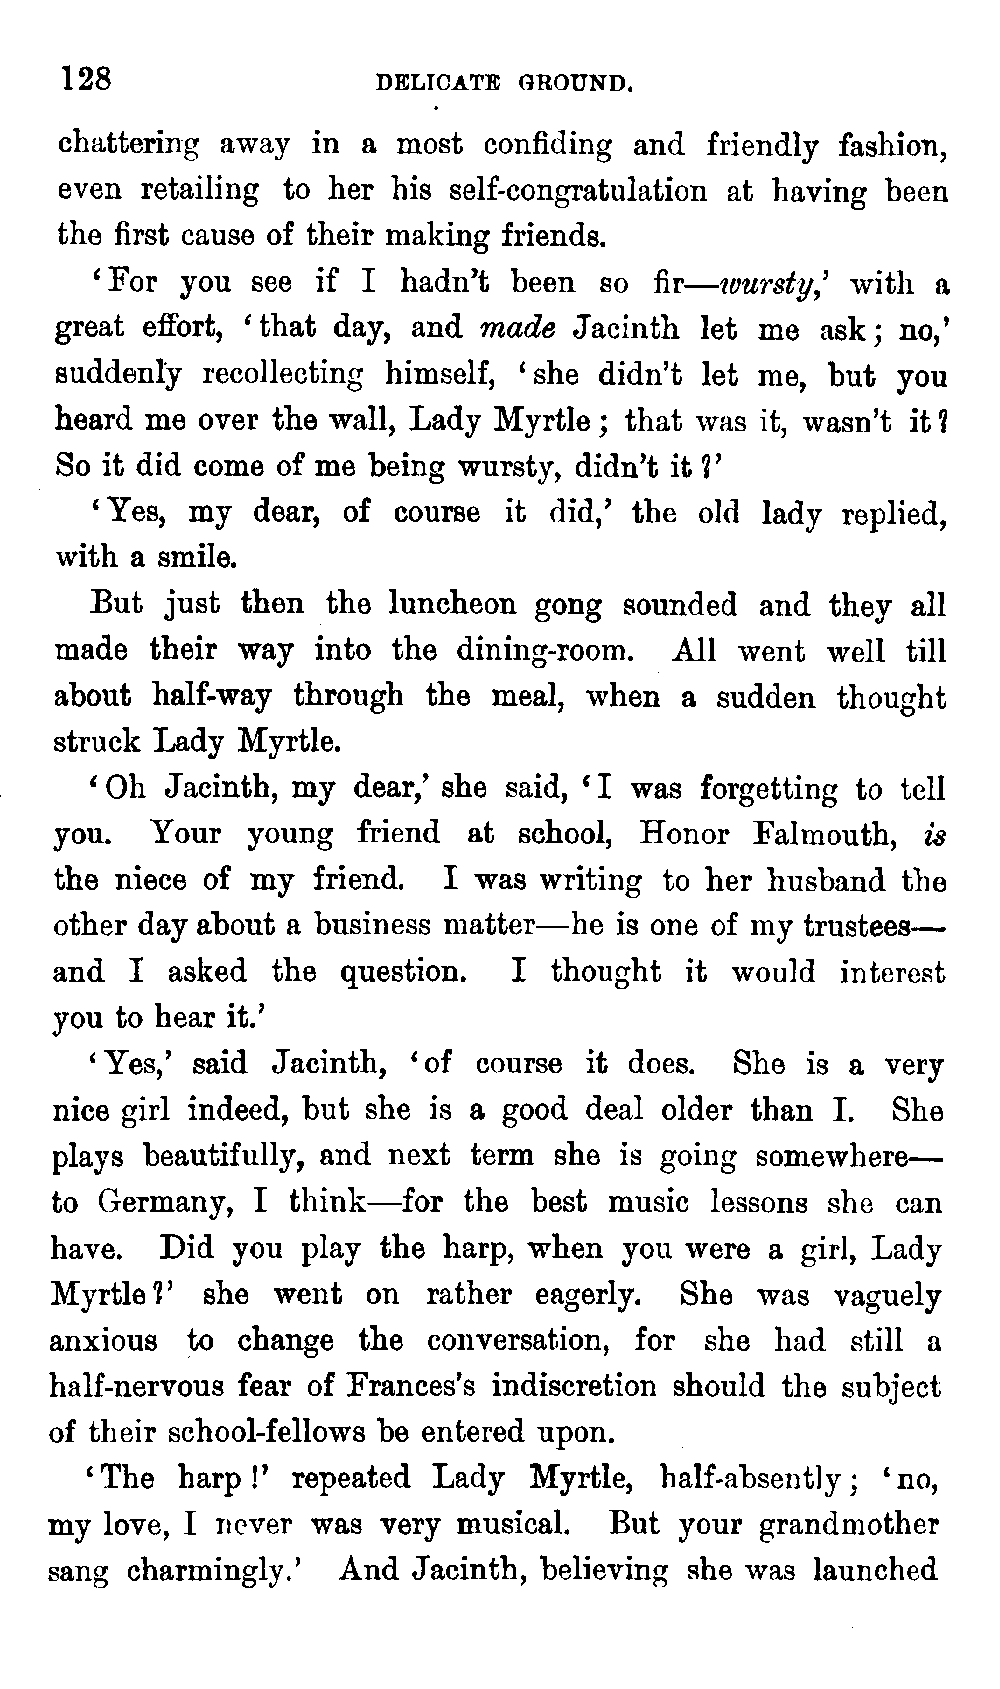 128 DELICATE GROUND.
chattering away in a most confiding and friendly fashion,
even retailing to her his self-congratulation at having been
the first cause of their making friends.
‘For you see if I hadn’t been so fir—wursty,’ with a
great effort, ‘that day, and made Jacinth let me ask; no,’
suddenly recollecting himself, ‘she didn’t let me, but you
heard me over the wall, Lady Myrtle; that was it, wasn’t it?
So it did come of me being wursty, didn’t it?’
‘Yes, my dear, of course it did,’ the old lady replied,
with a smile.
But just then the luncheon gong sounded and they all
made their way into the dining-room. All went well till
about half-way through the meal, when a sudden thought
struck Lady Myrtle.
‘Oh Jacinth, my dear,’ she said, ‘I was forgetting to tell
you. Your young friend at school, Honor Falmouth, is
the niece of my friend. I was writing to her husband the
other day about a business matter—he is one of my trustees—
and I asked the question. I thought it would interest
you to hear it.’
‘Yes,’ said Jacinth, ‘of course it does. She is a very
nice girl indeed, but she is a good deal older than I. She
plays beautifully, and next term she is going somewhere—
to Germany, I think—for the best music lessons she can
have. Did you play the harp, when you were a girl, Lady
Myrtle?’ she went on rather eagerly. She was vaguely
anxious to change the conversation, for she had still a
half-nervous fear of Frances’s indiscretion should the subject
of their school-fellows be entered upon.
‘The harp!’ repeated Lady Myrtle, half-absently; ‘no,
my love, I never was very musical. But your grandmother
sang charmingly.’ And Jacinth, believing she was launched